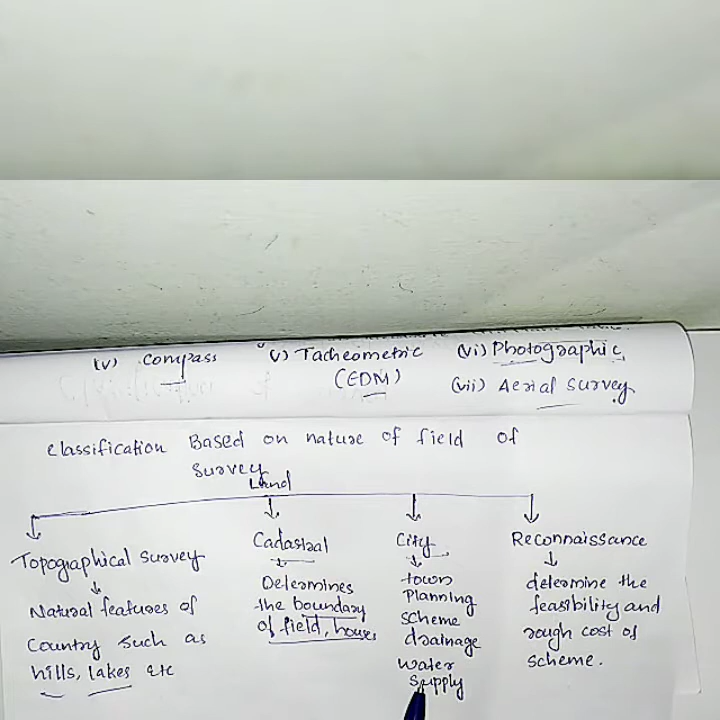 (v) Compass (v) Tacheometric (vi) Photographic
(EDM) (vii) Aerial Survey
Classification Based on nature of field of
Survey
Land
Topographical Survey Cadastral City Reconnaissance
Natural features of
Country such as
hills, lakes etc
Determines
the boundary
of field, houses
town
Planning
scheme
drainage
Water
Supply
determine the
feasibility and
rough cost of
scheme.